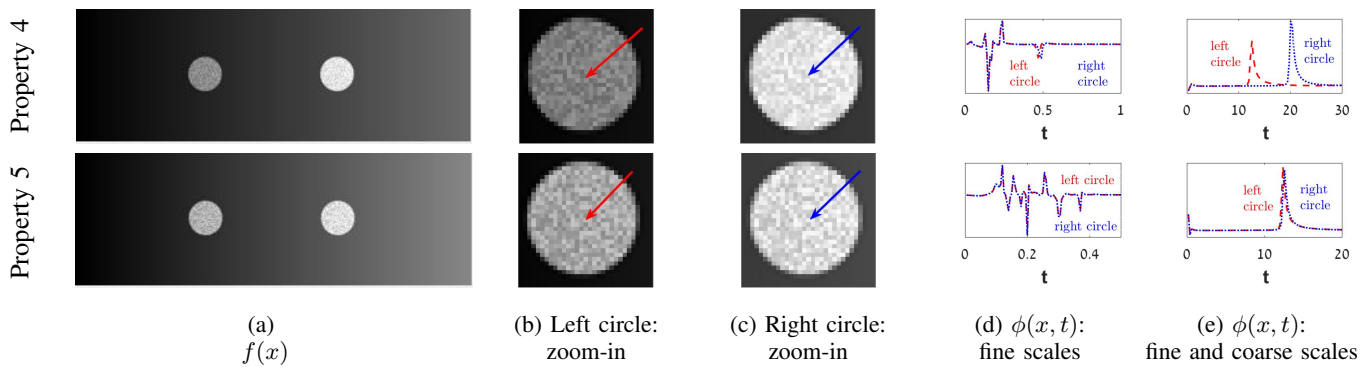 Property 4
left
circle
right
circle
0
0.5
1
t
left
circle
right
circle
0
10
20
30
t
Property 5
left circle
right circle
0
0.2
0.4
t
left
circle
right
circle
0
10
20
t
(a)
f(x)
(b) Left circle:
zoom-in
(c) Right circle:
zoom-in
(d) ϕ(x, t):
fine scales
(e) ϕ(x, t):
fine and coarse scales